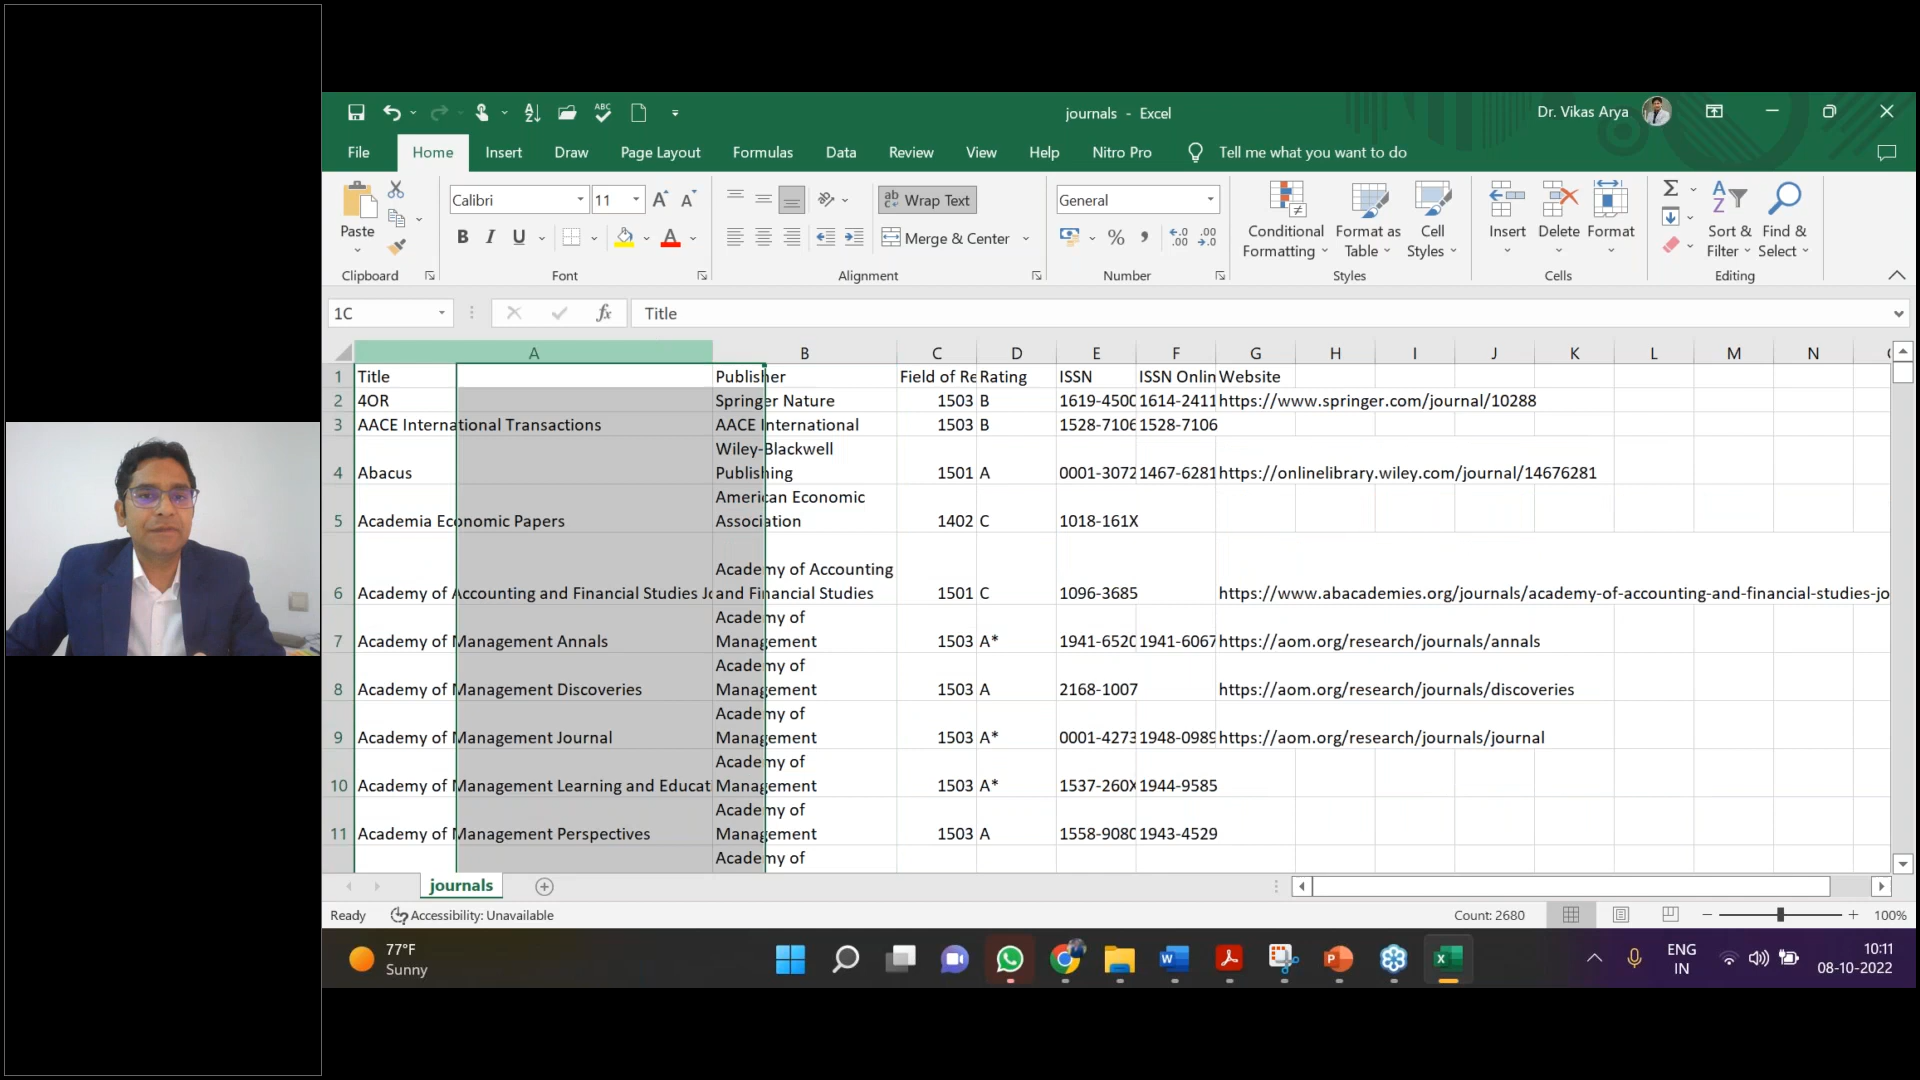 journals - Excel
Dr. Vikas Arya
File Home Insert Draw Page Layout Formulas Data Review View Help Nitro Pro Tell me what you want to do
Paste
Clipboard
Calibri 11
B I U
Font
ab Wrap Text
Merge & Center
Alignment
General
% ,
Number
Conditional Formatting
Format as Table
Cell Styles
Styles
Insert Delete Format
Cells
Sort & Filter
Find & Select
Editing
1C fx Title
A B C D E F G H I J K L M N
1 Title Publisher Field of Re Rating ISSN ISSN Onlin Website
2 4OR Springer Nature 1503 B 1619-4500 1614-2411 https://www.springer.com/journal/10288
3 AACE International Transactions AACE International 1503 B 1528-7106 1528-7106
4 Abacus Wiley-Blackwell Publishing 1501 A 0001-3072 1467-6281 https://onlinelibrary.wiley.com/journal/14676281
5 Academia Economic Papers American Economic Association 1402 C 1018-161X
6 Academy of Accounting and Financial Studies Jo Academy of Accounting and Financial Studies 1501 C 1096-3685 https://www.abacademies.org/journals/academy-of-accounting-and-financial-studies-jo
7 Academy of Management Annals Academy of Management 1503 A* 1941-6520 1941-6067 https://aom.org/research/journals/annals
8 Academy of Management Discoveries Academy of Management 1503 A 2168-1007 https://aom.org/research/journals/discoveries
9 Academy of Management Journal Academy of Management 1503 A* 0001-4273 1948-0989 https://aom.org/research/journals/journal
10 Academy of Management Learning and Educat Academy of Management 1503 A* 1537-260X 1944-9585
11 Academy of Management Perspectives Academy of Management 1503 A 1558-9080 1943-4529
Academy of
journals
Ready Accessibility: Unavailable Count: 2680 100%
77°F
Sunny
ENG
IN
10:11
08-10-2022